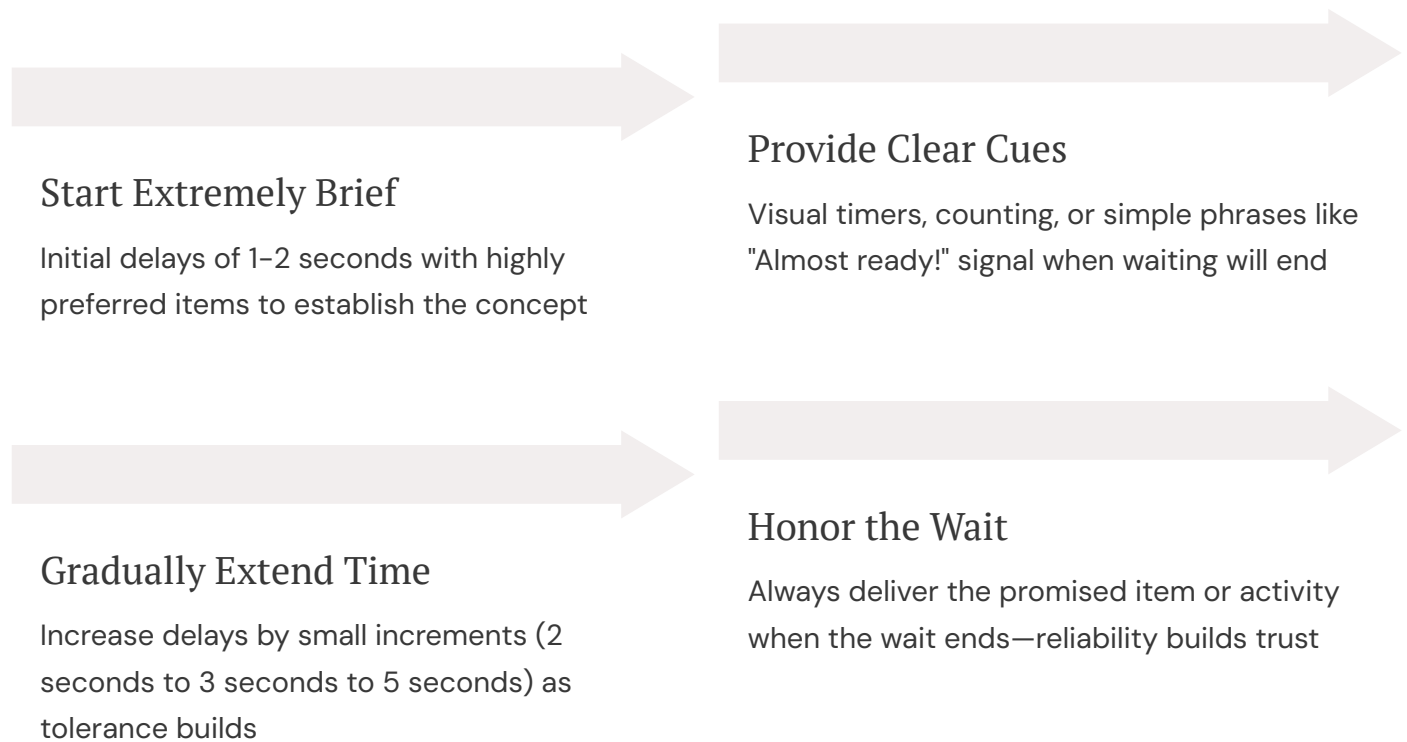 Start Extremely Brief
Initial delays of 1-2 seconds with highly
preferred items to establish the concept
Provide Clear Cues
Visual timers, counting, or simple phrases like
"Almost ready!" signal when waiting will end
Gradually Extend Time
Increase delays by small increments (2
seconds to 3 seconds to 5 seconds) as
tolerance builds
Honor the Wait
Always deliver the promised item or activity
when the wait ends—reliability builds trust